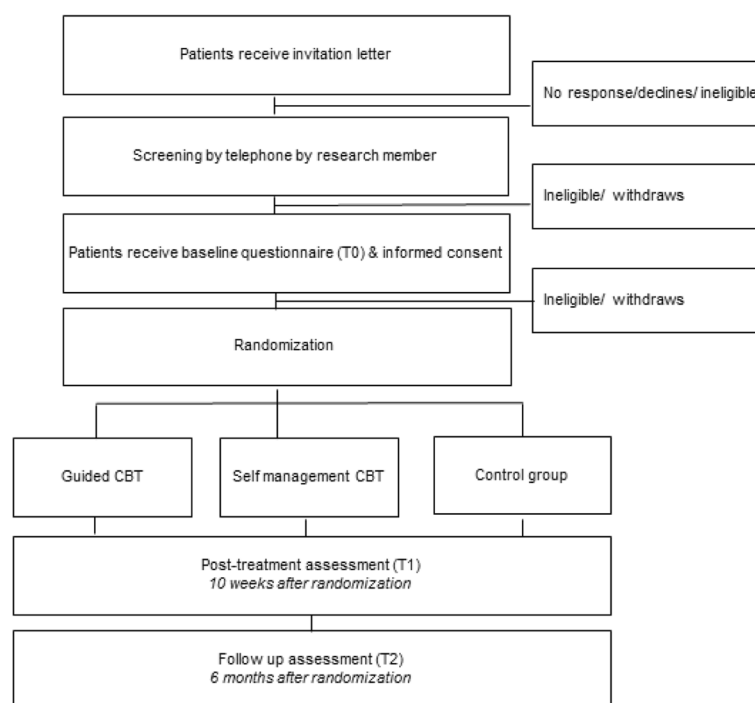 Patients receive invitation letter
No response/declines/ ineligible
Screening by telephone by research member
Ineligible/ withdraws
Patients receive baseline questionnaire (T0) & informed consent
Ineligible/ withdraws
Randomization
Guided CBT
Self management CBT
Control group
Post-treatment assessment (T1)
10 weeks after randomization
Follow up assessment (T2)
6 months after randomization